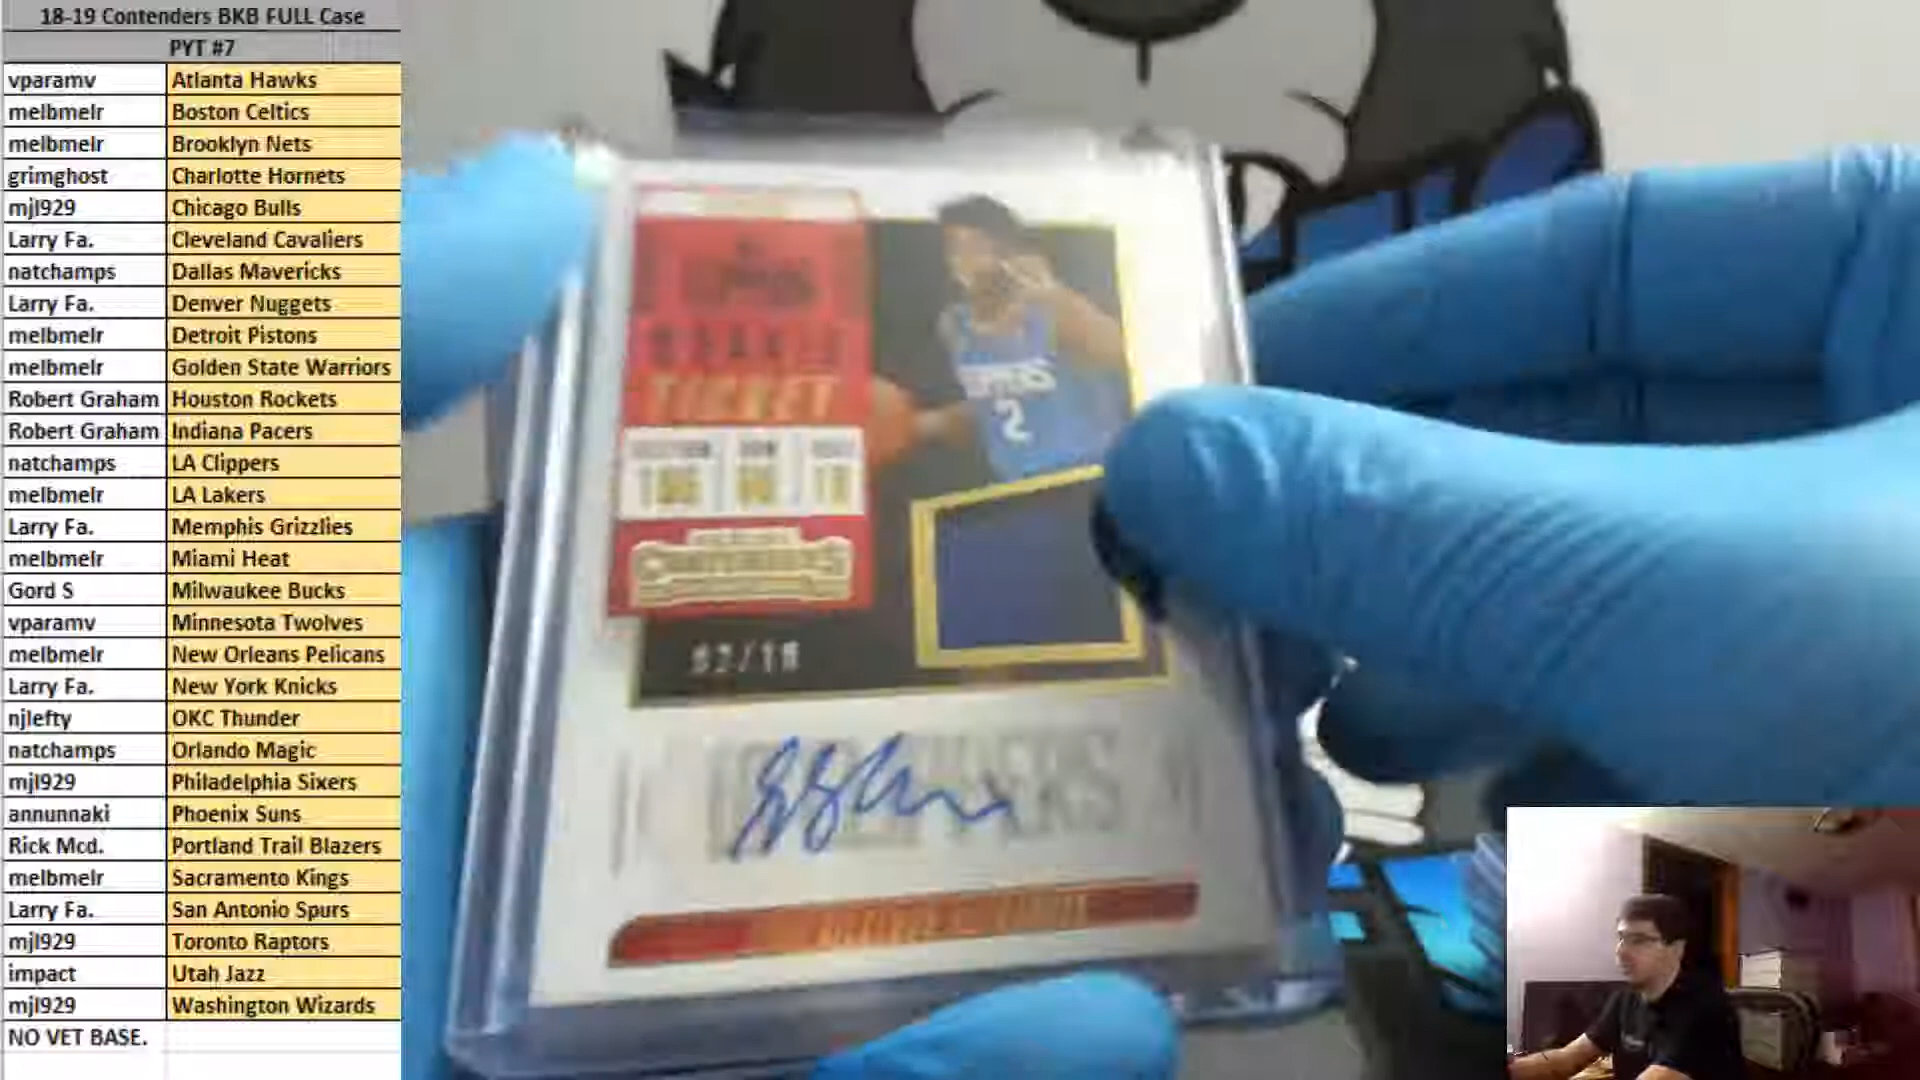 18-19 Contenders BKB FULL Case
PYT #7
vparamv Atlanta Hawks
melbmelr Boston Celtics
melbmelr Brooklyn Nets
grimghost Charlotte Hornets
mjl929 Chicago Bulls
Larry Fa. Cleveland Cavaliers
natchamps Dallas Mavericks
Larry Fa. Denver Nuggets
melbmelr Detroit Pistons
melbmelr Golden State Warriors
Robert Graham Houston Rockets
Robert Graham Indiana Pacers
natchamps LA Clippers
melbmelr LA Lakers
Larry Fa. Memphis Grizzlies
melbmelr Miami Heat
Gord S Milwaukee Bucks
vparamv Minnesota Twolves
melbmelr New Orleans Pelicans
Larry Fa. New York Knicks
njlefty OKC Thunder
natchamps Orlando Magic
mjl929 Philadelphia Sixers
annunnaki Phoenix Suns
Rick Mcd. Portland Trail Blazers
melbmelr Sacramento Kings
Larry Fa. San Antonio Spurs
mjl929 Toronto Raptors
impact Utah Jazz
mjl929 Washington Wizards
NO VET BASE.
TICKET
CONTENDERS
CLIPPERS
2